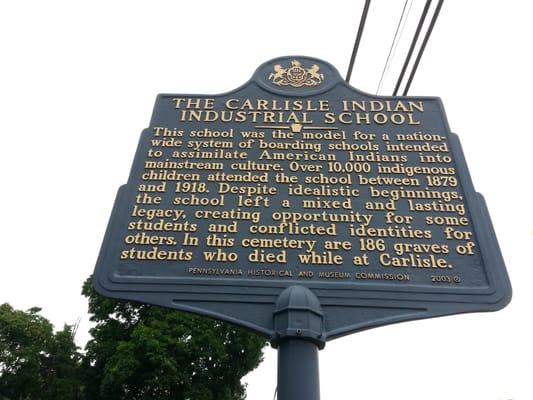 THE CARLISLE INDIAN
INDUSTRIAL SCHOOL
This school was the model for a nation-
wide system of boarding schools intended
to assimilate American Indians into
mainstream culture. Over 10,000 indigenous
children attended the school between 1879
and 1918. Despite idealistic beginnings,
the school left a mixed and lasting
legacy, creating opportunity for some
students and conflicted identities for
others. In this cemetery are 186 graves of
students who died while at Carlisle.
PENNSYLVANIA HISTORICAL AND MUSEUM COMMISSION 2003